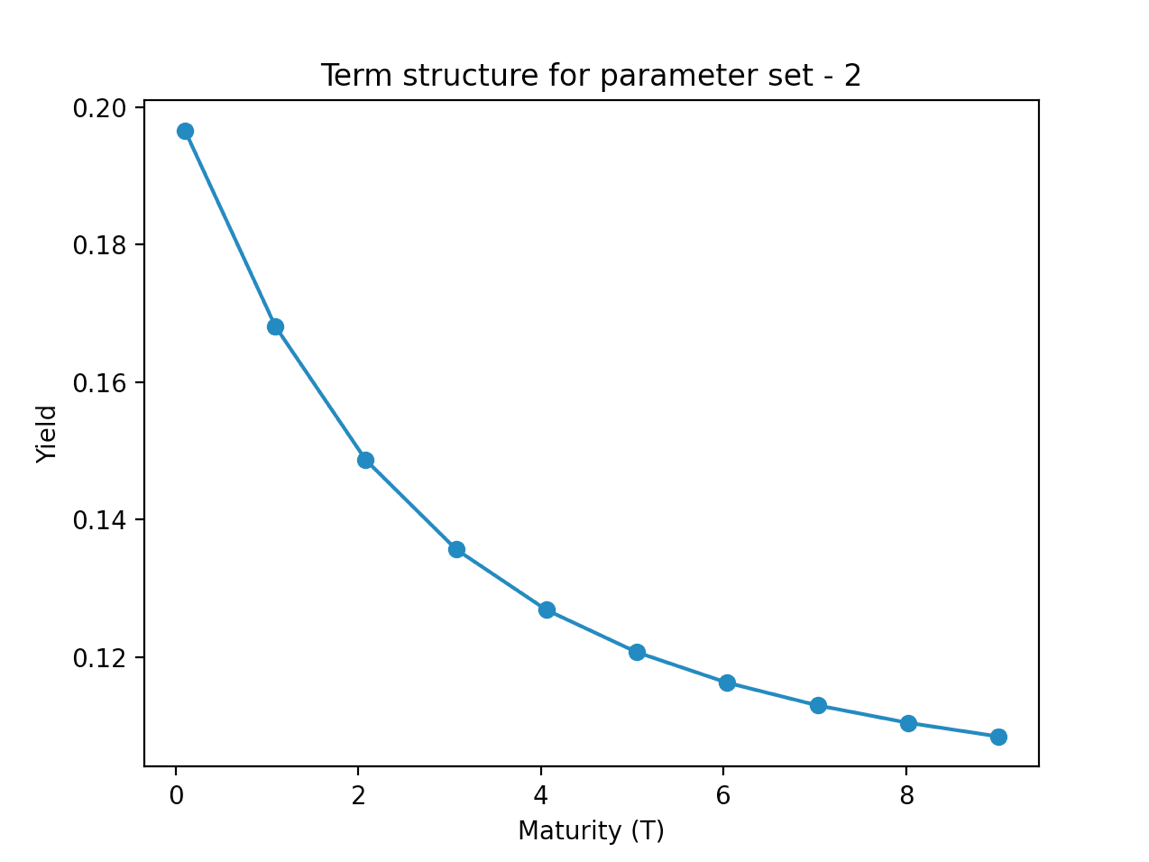 Term structure for parameter set - 2
0.20
0.18
0.16
0.14
0.12
Yield
0 2 4 6 8
Maturity (T)